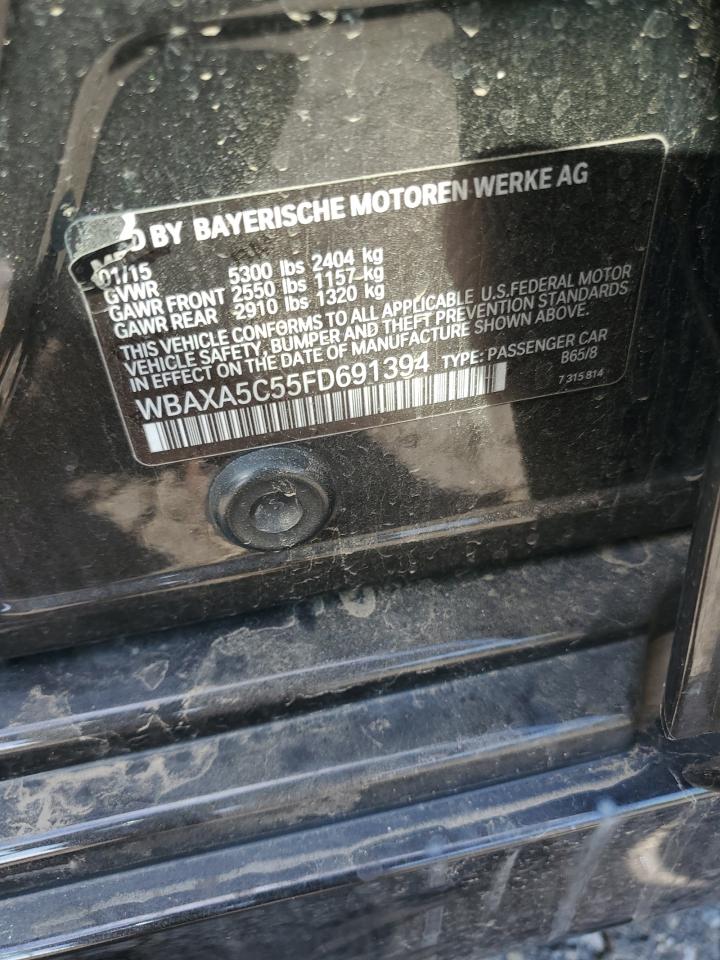 MFD BY BAYERISCHE MOTOREN WERKE AG
01/15
GVWR 5300 lbs 2404 kg
GAWR FRONT 2550 lbs 1157 kg
GAWR REAR 2910 lbs 1320 kg
THIS VEHICLE CONFORMS TO ALL APPLICABLE U.S.FEDERAL MOTOR
VEHICLE SAFETY, BUMPER AND THEFT PREVENTION STANDARDS
IN EFFECT ON THE DATE OF MANUFACTURE SHOWN ABOVE.
WBAXA5C55FD691394 TYPE: PASSENGER CAR
B65/8
7 315 814